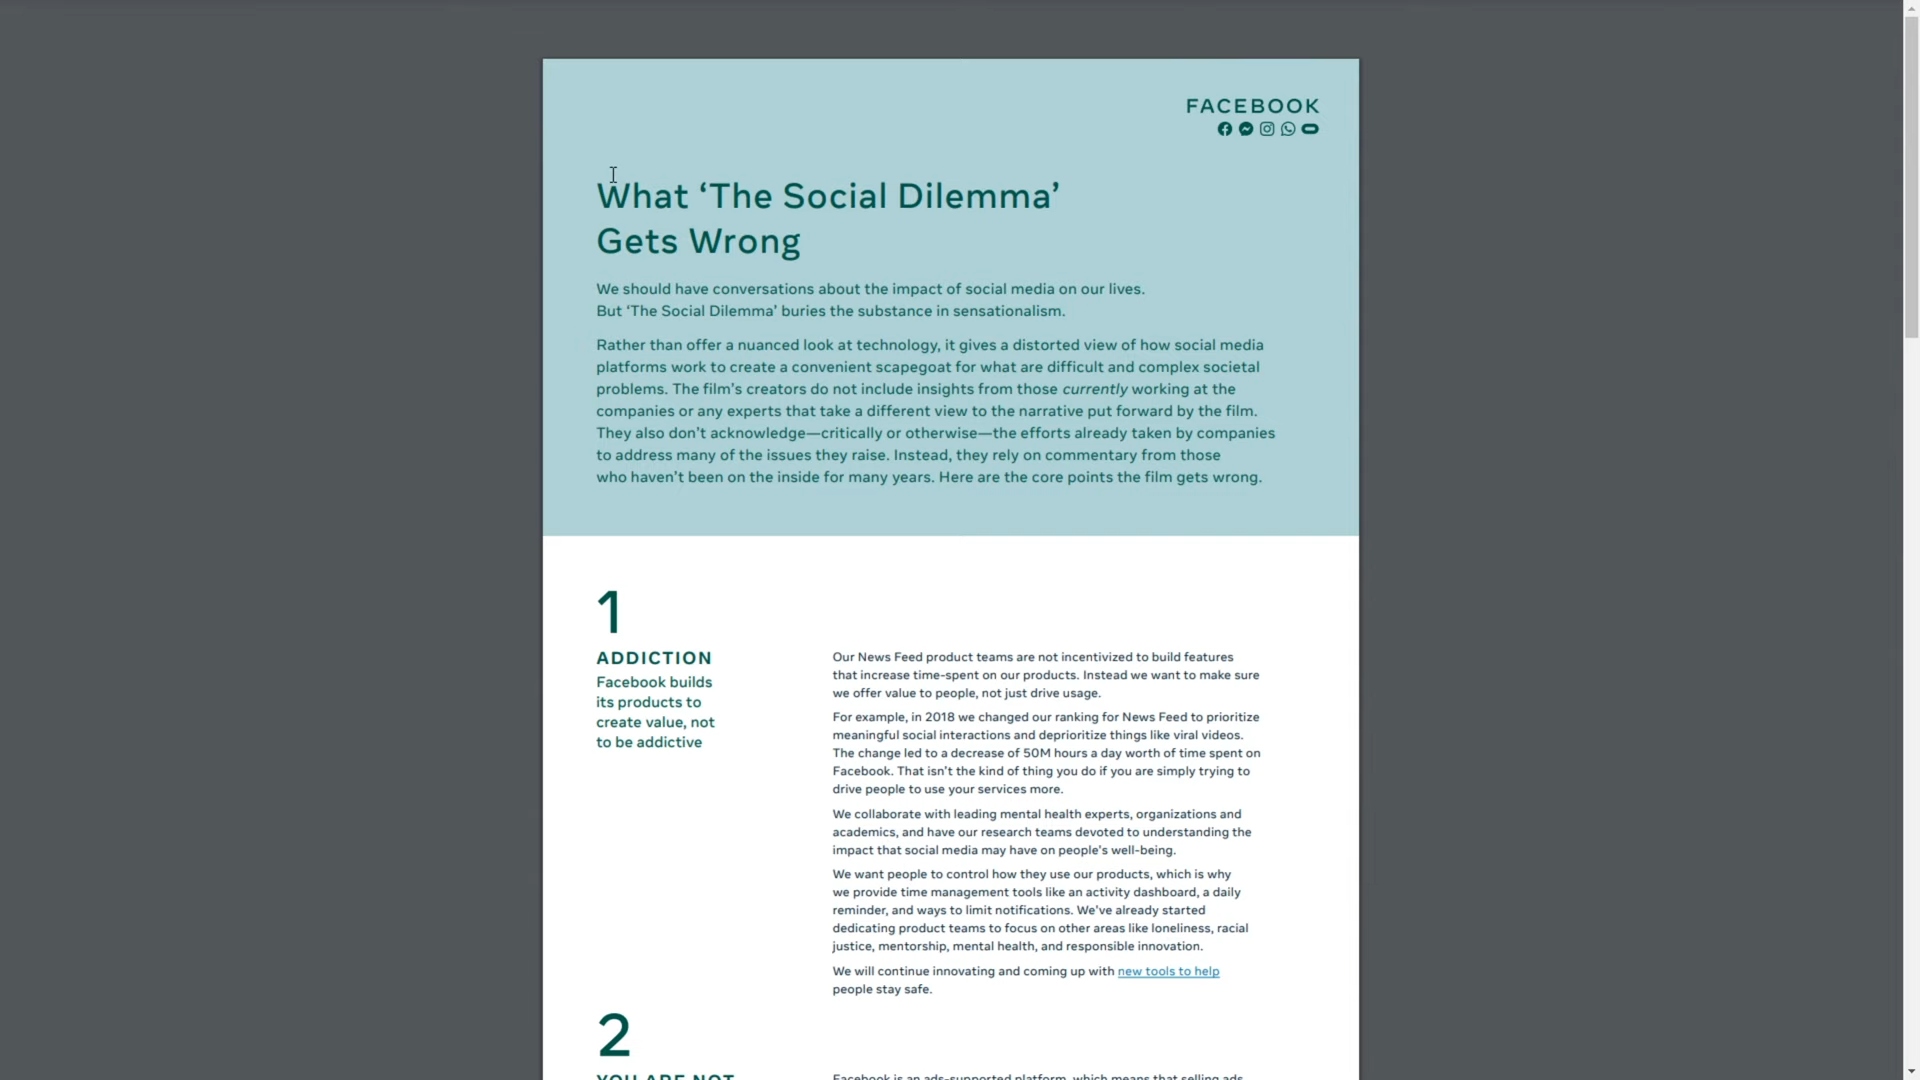 FACEBOOK
What ‘The Social Dilemma’
Gets Wrong
We should have conversations about the impact of social media on our lives.
But ‘The Social Dilemma’ buries the substance in sensationalism.
Rather than offer a nuanced look at technology, it gives a distorted view of how social media
platforms work to create a convenient scapegoat for what are difficult and complex societal
problems. The film’s creators do not include insights from those currently working at the
companies or any experts that take a different view to the narrative put forward by the film.
They also don’t acknowledge—critically or otherwise—the efforts already taken by companies
to address many of the issues they raise. Instead, they rely on commentary from those
who haven’t been on the inside for many years. Here are the core points the film gets wrong.
1
ADDICTION
Facebook builds
its products to
create value, not
to be addictive
Our News Feed product teams are not incentivized to build features
that increase time-spent on our products. Instead we want to make sure
we offer value to people, not just drive usage.
For example, in 2018 we changed our ranking for News Feed to prioritize
meaningful social interactions and deprioritize things like viral videos.
The change led to a decrease of 50M hours a day worth of time spent on
Facebook. That isn’t the kind of thing you do if you are simply trying to
drive people to use your services more.
We collaborate with leading mental health experts, organizations and
academics, and have our research teams devoted to understanding the
impact that social media may have on people’s well-being.
We want people to control how they use our products, which is why
we provide time management tools like an activity dashboard, a daily
reminder, and ways to limit notifications. We’ve already started
dedicating product teams to focus on other areas like loneliness, racial
justice, mentorship, mental health, and responsible innovation.
We will continue innovating and coming up with new tools to help
people stay safe.
2
YOU ARE NOT
Facebook is an ads-supported platform, which means that selling ads